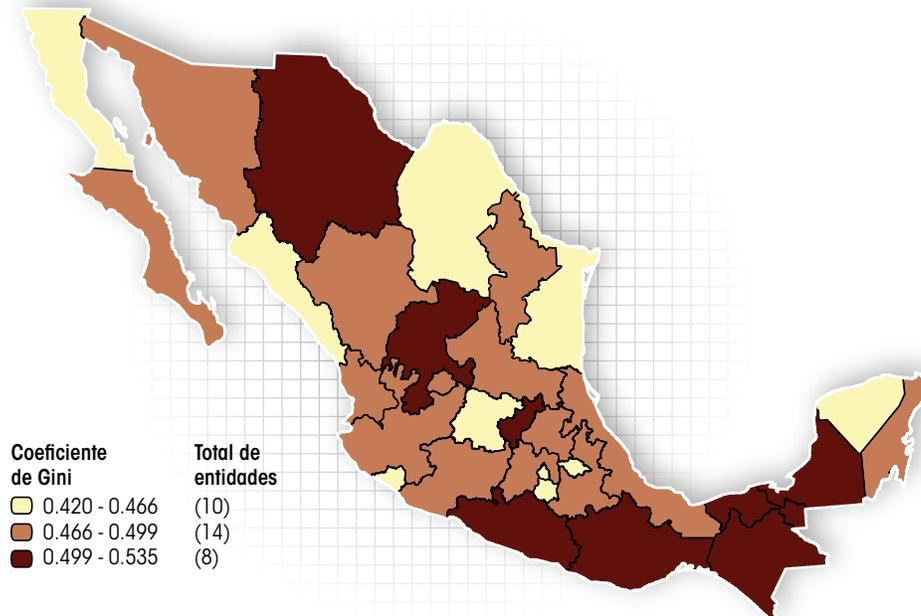 Coeficiente Total de
de Gini entidades
0.420 - 0.466 (10)
0.466 - 0.499 (14)
0.499 - 0.535 (8)